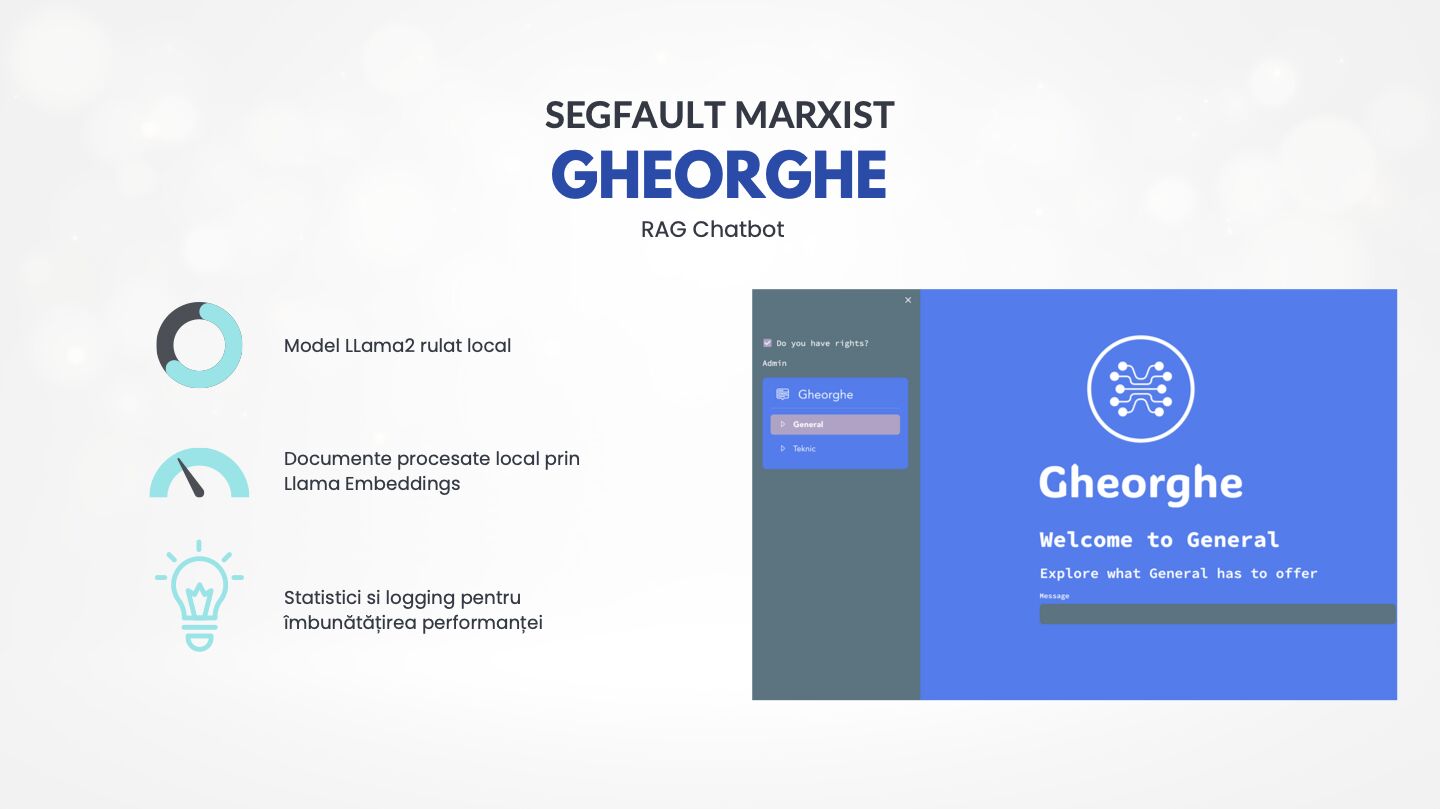 SEGFAULT MARXIST
GHEORGHE
RAG Chatbot
Model LLama2 rulat local
Documente procesate local prin
Llama Embeddings
Statistici si logging pentru
îmbunătățirea performanței
Do you have rights?
Admin
Gheorghe
General
Teknic
Gheorghe
Welcome to General
Explore what General has to offer
Message